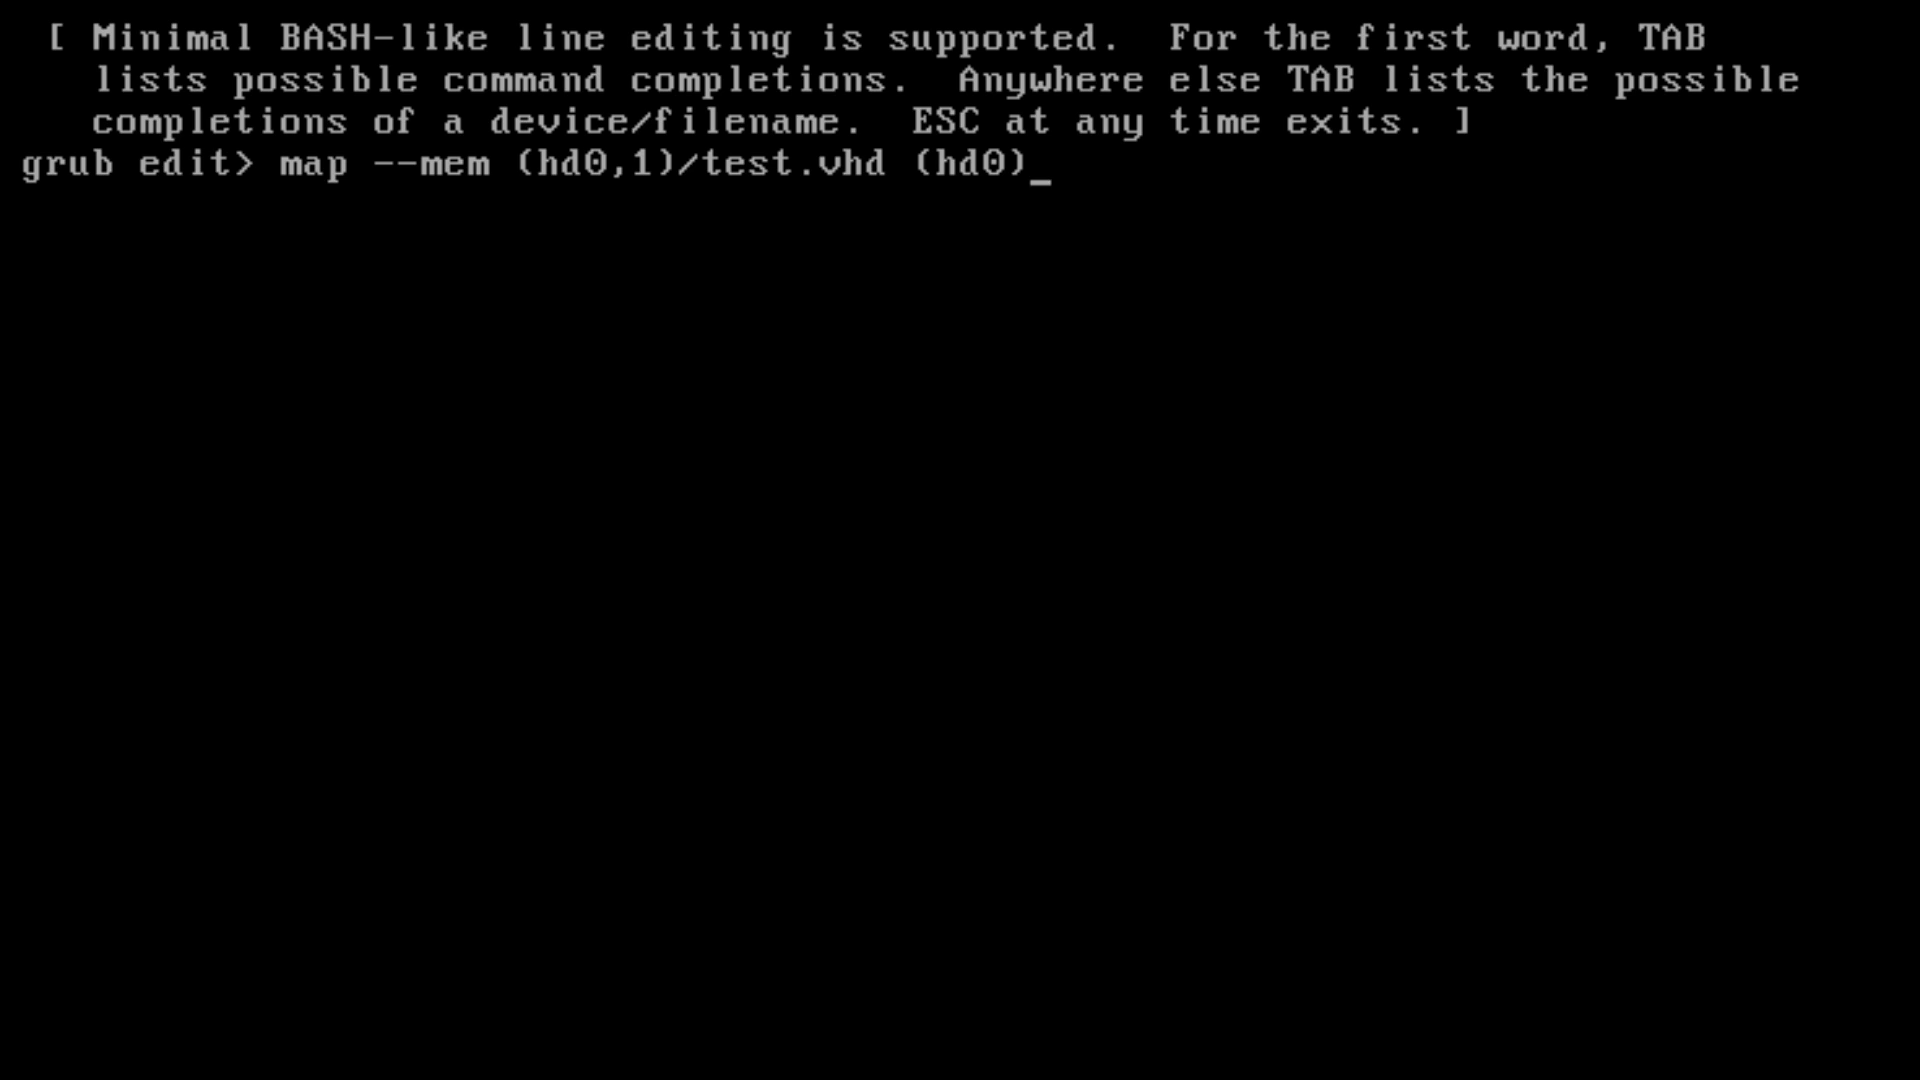 [ Minimal BASH-like line editing is supported.  For the first word, TAB
lists possible command completions.  Anywhere else TAB lists the possible
completions of a device/filename.  ESC at any time exits. ]
grub edit> map --mem (hd0,1)/test.vhd (hd0)_